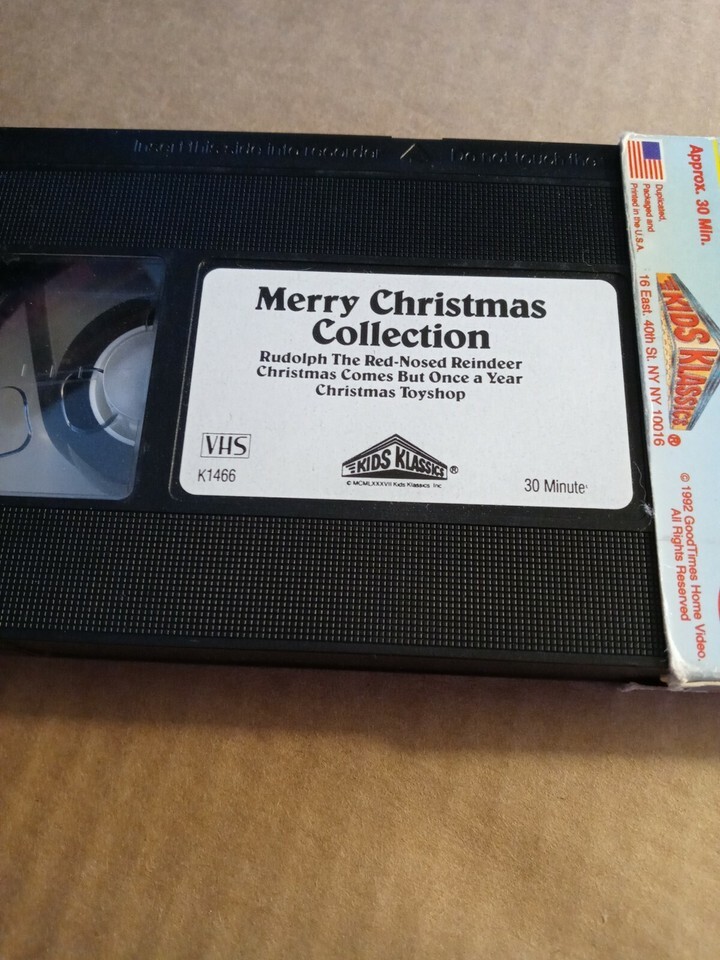 Insert this side into recorder
Do not touch the
Merry Christmas
Collection
Rudolph The Red-Nosed Reindeer
Christmas Comes But Once a Year
Christmas Toyshop
VHS
K1466
KIDS KLASSICS ®
© MCMLXXXVII Kids Klassics Inc
30 Minute
Approx. 30 Min.
Duplicated,
Packaged and
Printed in the U.S.A.
KIDS KLASSICS ®
16 East. 40th St. NY NY 10016
© 1992 GoodTimes Home Video.
All Rights Reserved